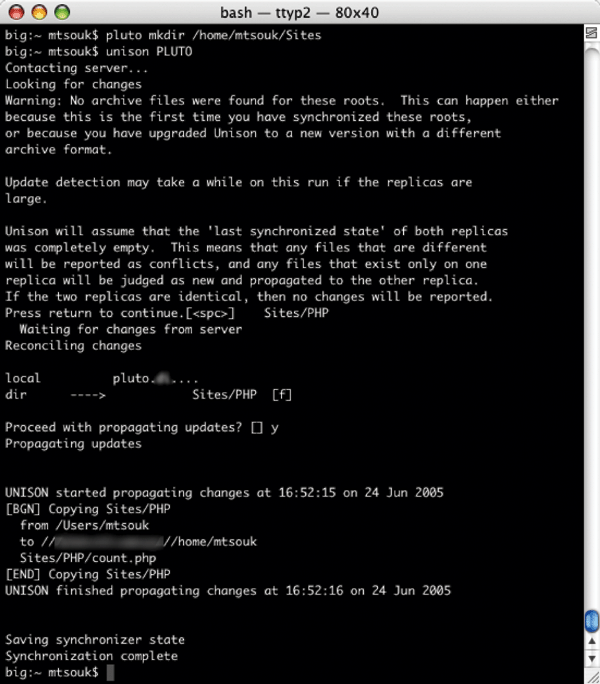 bash — ttyp2 — 80x40
big:~ mtsouk$ pluto mkdir /home/mtsouk/Sites
big:~ mtsouk$ unison PLUTO
Contacting server...
Looking for changes
Warning: No archive files were found for these roots.  This can happen either
because this is the first time you have synchronized these roots,
or because you have upgraded Unison to a new version with a different
archive format.
Update detection may take a while on this run if the replicas are
large.
Unison will assume that the 'last synchronized state' of both replicas
was completely empty.  This means that any files that are different
will be reported as conflicts, and any files that exist only on one
replica will be judged as new and propagated to the other replica.
If the two replicas are identical, then no changes will be reported.
Press return to continue.[<spc>]    Sites/PHP
  Waiting for changes from server
Reconciling changes
local          pluto. ....
dir      ---->            Sites/PHP  [f]
Proceed with propagating updates? [] y
Propagating updates
UNISON started propagating changes at 16:52:15 on 24 Jun 2005
[BGN] Copying Sites/PHP
  from /Users/mtsouk
  to // //home/mtsouk
  Sites/PHP/count.php
[END] Copying Sites/PHP
UNISON finished propagating changes at 16:52:16 on 24 Jun 2005
Saving synchronizer state
Synchronization complete
big:~ mtsouk$